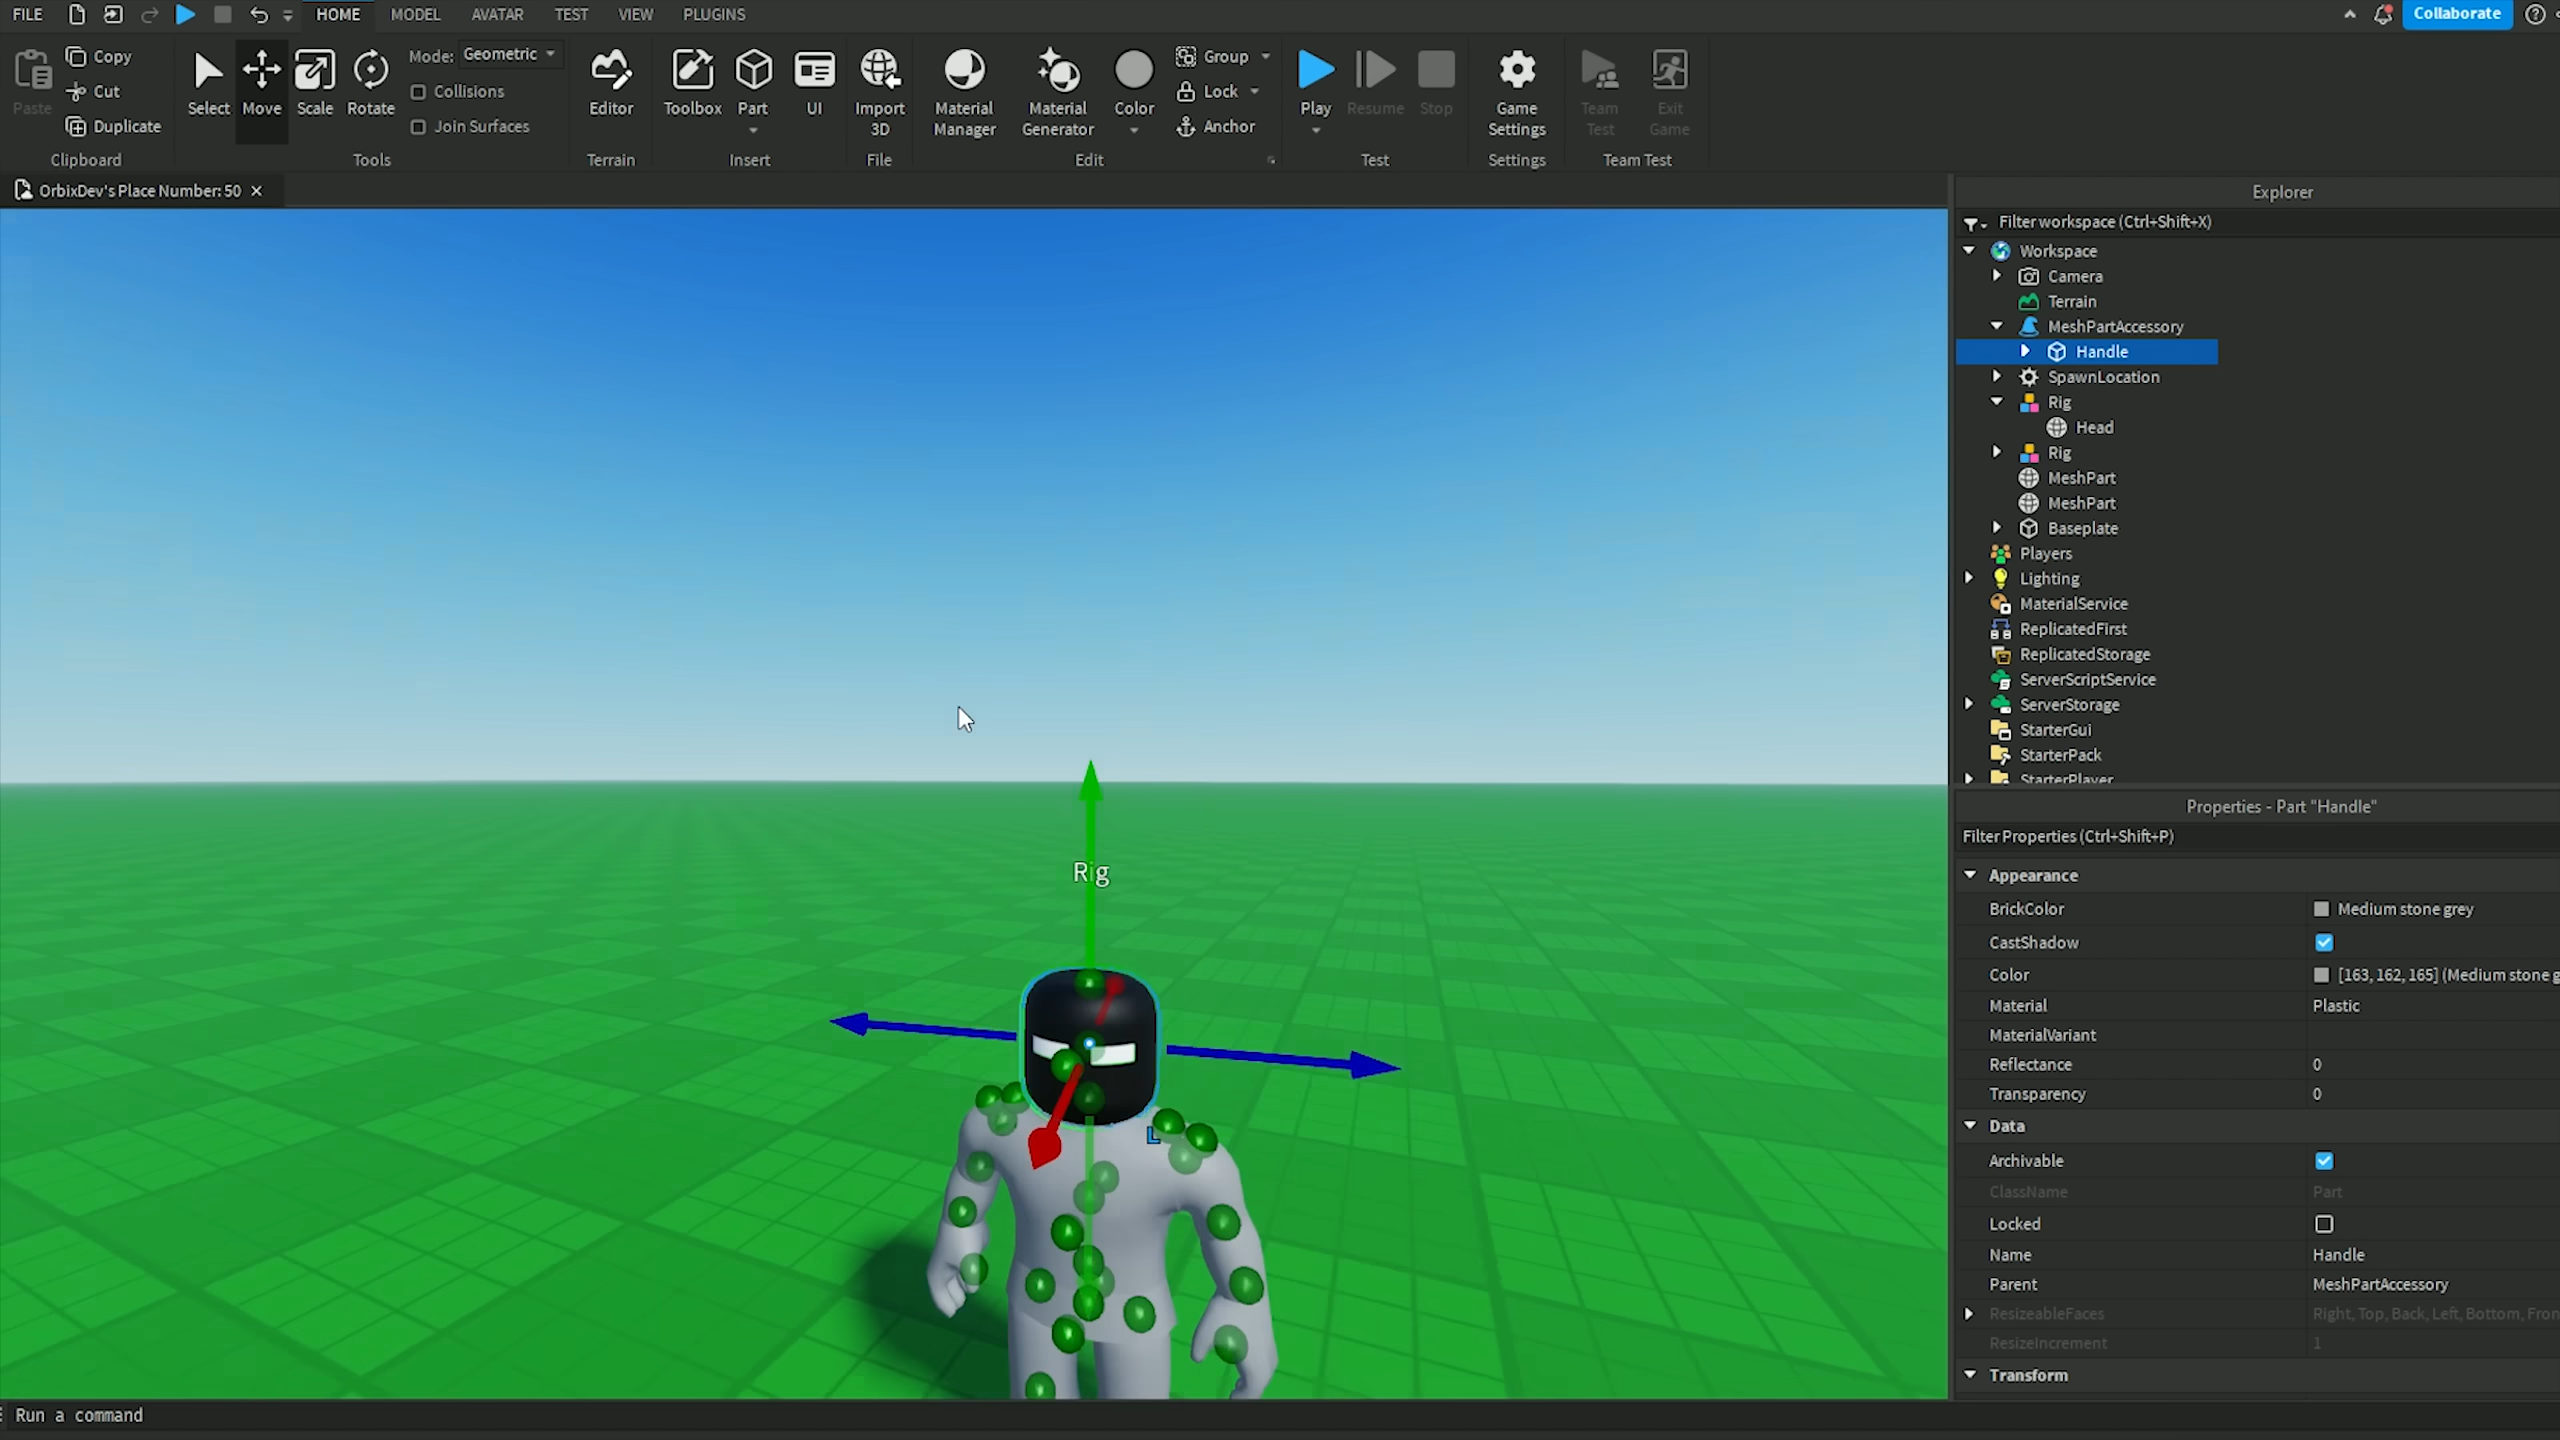 FILE HOME MODEL AVATAR TEST VIEW PLUGINS Collaborate
Paste
Copy
Cut
Duplicate
Clipboard
Select Move Scale Rotate
Mode: Geometric
Collisions
Join Surfaces
Tools
Editor
Terrain
Toolbox Part UI
Insert
Import 3D
File
Material Manager
Material Generator
Color
Group
Lock
Anchor
Edit
Play Resume Stop
Test
Game Settings
Settings
Team Test
Exit Game
Team Test
OrbixDev's Place Number: 50
Rig
L
Explorer
Filter workspace (Ctrl+Shift+X)
Workspace
Camera
Terrain
MeshPartAccessory
Handle
SpawnLocation
Rig
Head
Rig
MeshPart
MeshPart
Baseplate
Players
Lighting
MaterialService
ReplicatedFirst
ReplicatedStorage
ServerScriptService
ServerStorage
StarterGui
StarterPack
StarterPlayer
Properties - Part "Handle"
Filter Properties (Ctrl+Shift+P)
Appearance
BrickColor Medium stone grey
CastShadow
Color [163, 162, 165] (Medium stone g
Material Plastic
MaterialVariant
Reflectance 0
Transparency 0
Data
Archivable
ClassName Part
Locked
Name Handle
Parent MeshPartAccessory
ResizeableFaces Right, Top, Back, Left, Bottom, Fron
ResizeIncrement 1
Transform
Run a command